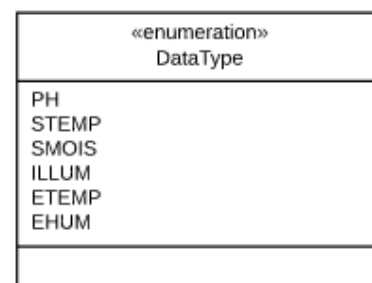 «enumeration»
DataType
PH
STEMP
SMOIS
ILLUM
ETEMP
EHUM